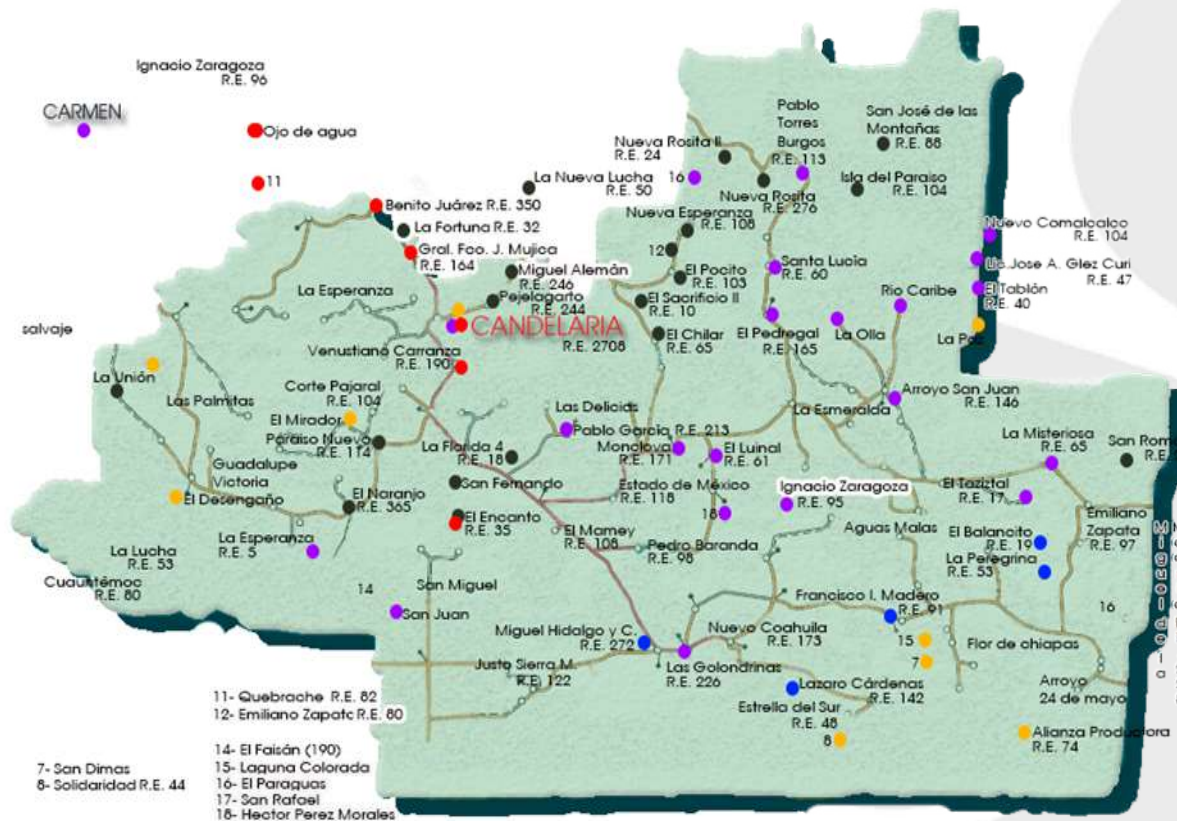 Ignacio Zaragoza
R.E. 96
CARMEN
Ojo de agua
11
Pablo
Torres
Burgos
R.E. 113
San José de las
Montañas
R.E. 88
Nueva Rosita II
R.E. 24
La Nueva Lucha
R.E. 50
16
Nueva Rosita
R.E. 276
Isla del Paraiso
R.E. 104
Benito Juárez R.E. 350
La Fortuna R.E. 32
Nueva Esperanza
R.E. 108
12
Gral. Fco. J. Mujica
R.E. 164
Nuevo Comalcalco
R.E. 104
Lic. Jose A. Glez Curi
R.E. 47
El Tablón
R.E. 40
Miguel Alemán
R.E. 246
El Pocito
R.E. 103
Santa Lucía
R.E. 60
La Esperanza
Pejelagarto
R.E. 244
El Sacrificio II
R.E. 10
Rio Caribe
salvaje
CANDELARIA
R.E. 2708
El Chilar
R.E. 65
El Pedregal
R.E. 165
La Olla
La Paz
Venustiano Carranza
R.E. 190
La Unión
Las Palmitas
Corte Pajaral
R.E. 104
El Mirador
Paraiso Nuevo
R.E. 114
Las Delicias
Pablo Garcia R.E. 213
Arroyo San Juan
R.E. 146
La Esmeralda
La Florida 4
R.E. 18
Monclova
R.E. 171
El Luinal
R.E. 61
La Misteriosa
R.E. 65
San Rom
R.E.
Guadalupe
Victoria
El Desengaño
San Fernando
Estado de México
R.E. 118
Ignacio Zaragoza
R.E. 95
El Taziztal
R.E. 17
El Naranjo
R.E. 365
El Encanto
R.E. 35
18
El Mamey
R.E. 108
Aguas Malas
Emiliano
Zapata
R.E. 97
La Esperanza
R.E. 5
El Balancito
R.E. 19
La Lucha
R.E. 53
Pedro Baranda
R.E. 98
La Peregrina
R.E. 53
Cuauhtémoc
R.E. 80
14
San Miguel
San Juan
Francisco I. Madero
R.E. 91
16
Miguel Hidalgo y C.
R.E. 272
Nuevo Coahuila
R.E. 173
15
7
Flor de chiapas
Justo Sierra M.
R.E. 122
Las Golondrinas
R.E. 226
Lazaro Cárdenas
R.E. 142
Arroyo
24 de mayo
Estrella del Sur
R.E. 48
8
Alianza Productora
R.E. 74
11- Quebrache R.E. 82
12- Emiliano Zapata R.E. 80
14- El Faisán (190)
15- Laguna Colorada
16- El Paraguas
17- San Rafael
18- Hector Perez Morales
7- San Dimas
8- Solidaridad R.E. 44